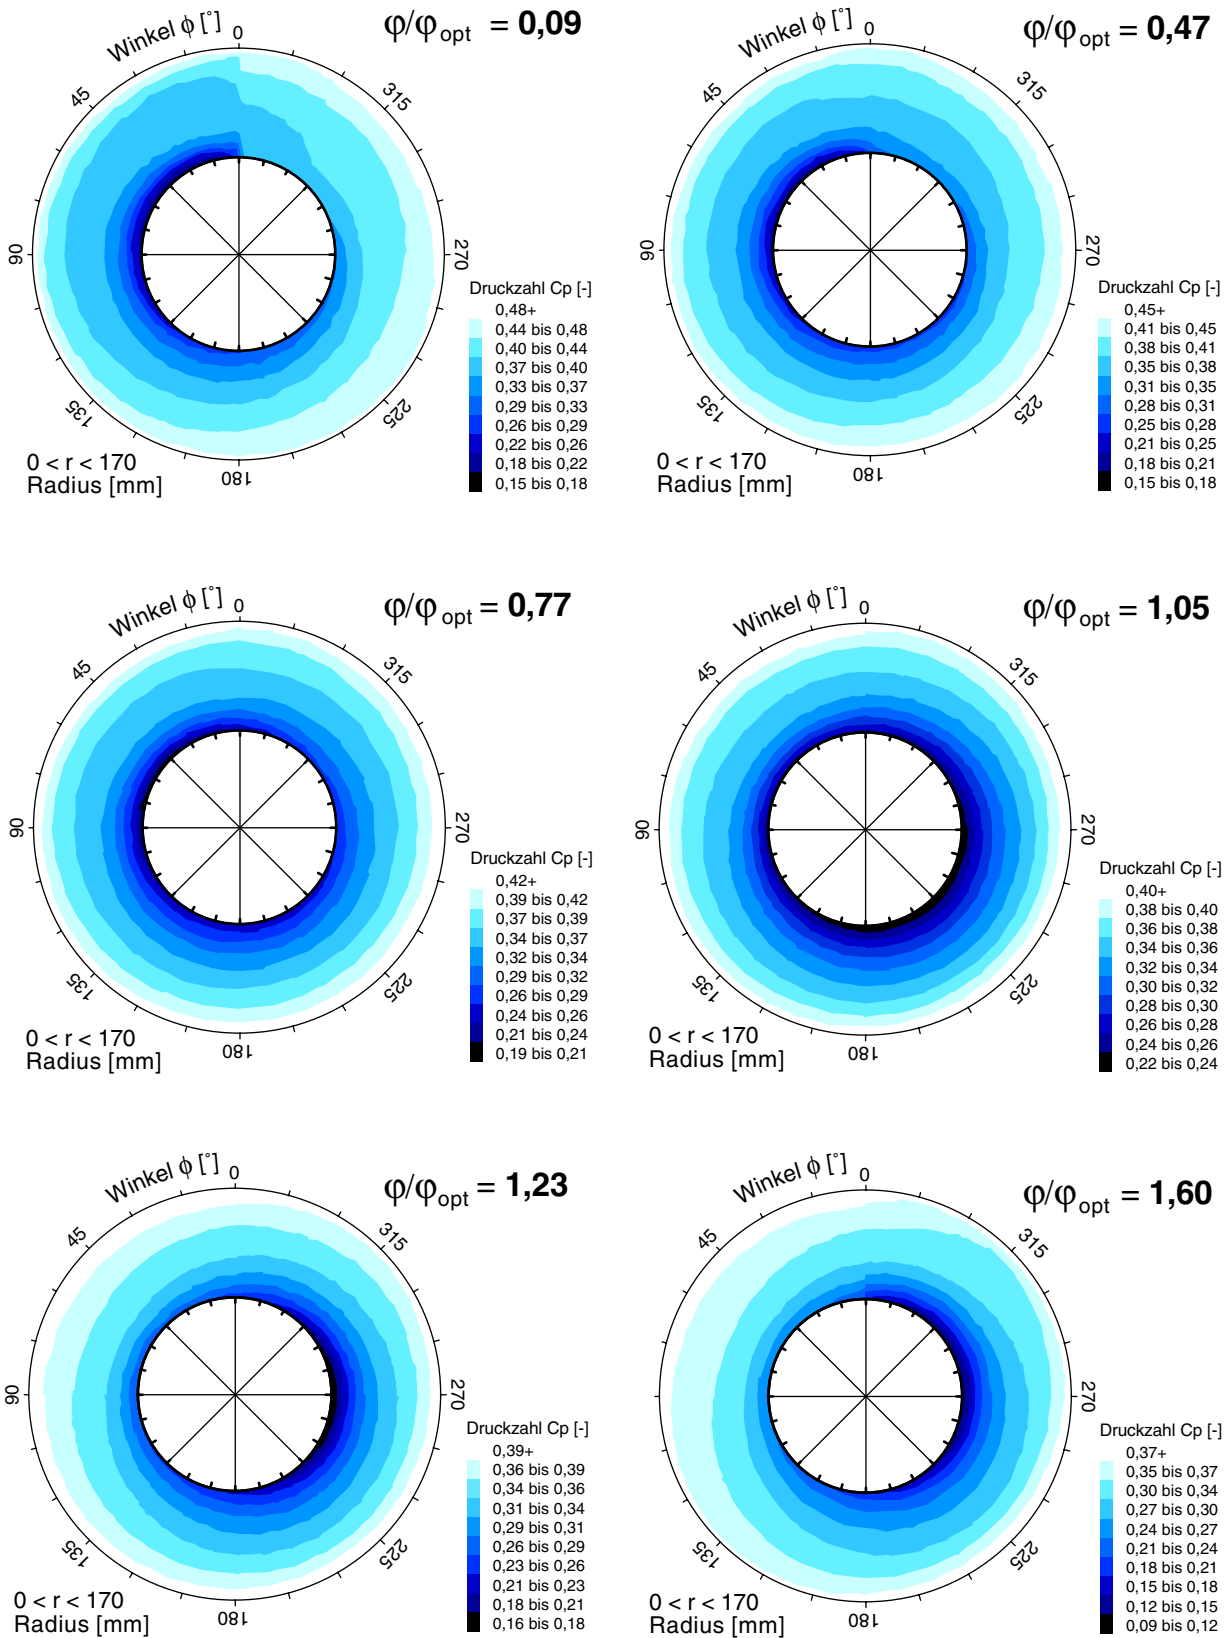 Winkel ϕ [°]
φ/φopt = 0,09
0
45
315
90
270
135
225
180
0 < r < 170
Radius [mm]
Druckzahl Cp [-]
0,48+
0,44 bis 0,48
0,40 bis 0,44
0,37 bis 0,40
0,33 bis 0,37
0,29 bis 0,33
0,26 bis 0,29
0,22 bis 0,26
0,18 bis 0,22
0,15 bis 0,18
Winkel ϕ [°]
φ/φopt = 0,47
0
45
315
90
270
135
225
180
0 < r < 170
Radius [mm]
Druckzahl Cp [-]
0,45+
0,41 bis 0,45
0,38 bis 0,41
0,35 bis 0,38
0,31 bis 0,35
0,28 bis 0,31
0,25 bis 0,28
0,21 bis 0,25
0,18 bis 0,21
0,15 bis 0,18
Winkel ϕ [°]
φ/φopt = 0,77
0
45
315
90
270
135
225
180
0 < r < 170
Radius [mm]
Druckzahl Cp [-]
0,42+
0,39 bis 0,42
0,37 bis 0,39
0,34 bis 0,37
0,32 bis 0,34
0,29 bis 0,32
0,26 bis 0,29
0,24 bis 0,26
0,21 bis 0,24
0,19 bis 0,21
Winkel ϕ [°]
φ/φopt = 1,05
0
45
315
90
270
135
225
180
0 < r < 170
Radius [mm]
Druckzahl Cp [-]
0,40+
0,38 bis 0,40
0,36 bis 0,38
0,34 bis 0,36
0,32 bis 0,34
0,30 bis 0,32
0,28 bis 0,30
0,26 bis 0,28
0,24 bis 0,26
0,22 bis 0,24
Winkel ϕ [°]
φ/φopt = 1,23
0
45
315
90
270
135
225
180
0 < r < 170
Radius [mm]
Druckzahl Cp [-]
0,39+
0,36 bis 0,39
0,34 bis 0,36
0,31 bis 0,34
0,29 bis 0,31
0,26 bis 0,29
0,23 bis 0,26
0,21 bis 0,23
0,18 bis 0,21
0,16 bis 0,18
Winkel ϕ [°]
φ/φopt = 1,60
0
45
315
90
270
135
225
180
0 < r < 170
Radius [mm]
Druckzahl Cp [-]
0,37+
0,35 bis 0,37
0,30 bis 0,34
0,27 bis 0,30
0,24 bis 0,27
0,21 bis 0,24
0,18 bis 0,21
0,15 bis 0,18
0,12 bis 0,15
0,09 bis 0,12